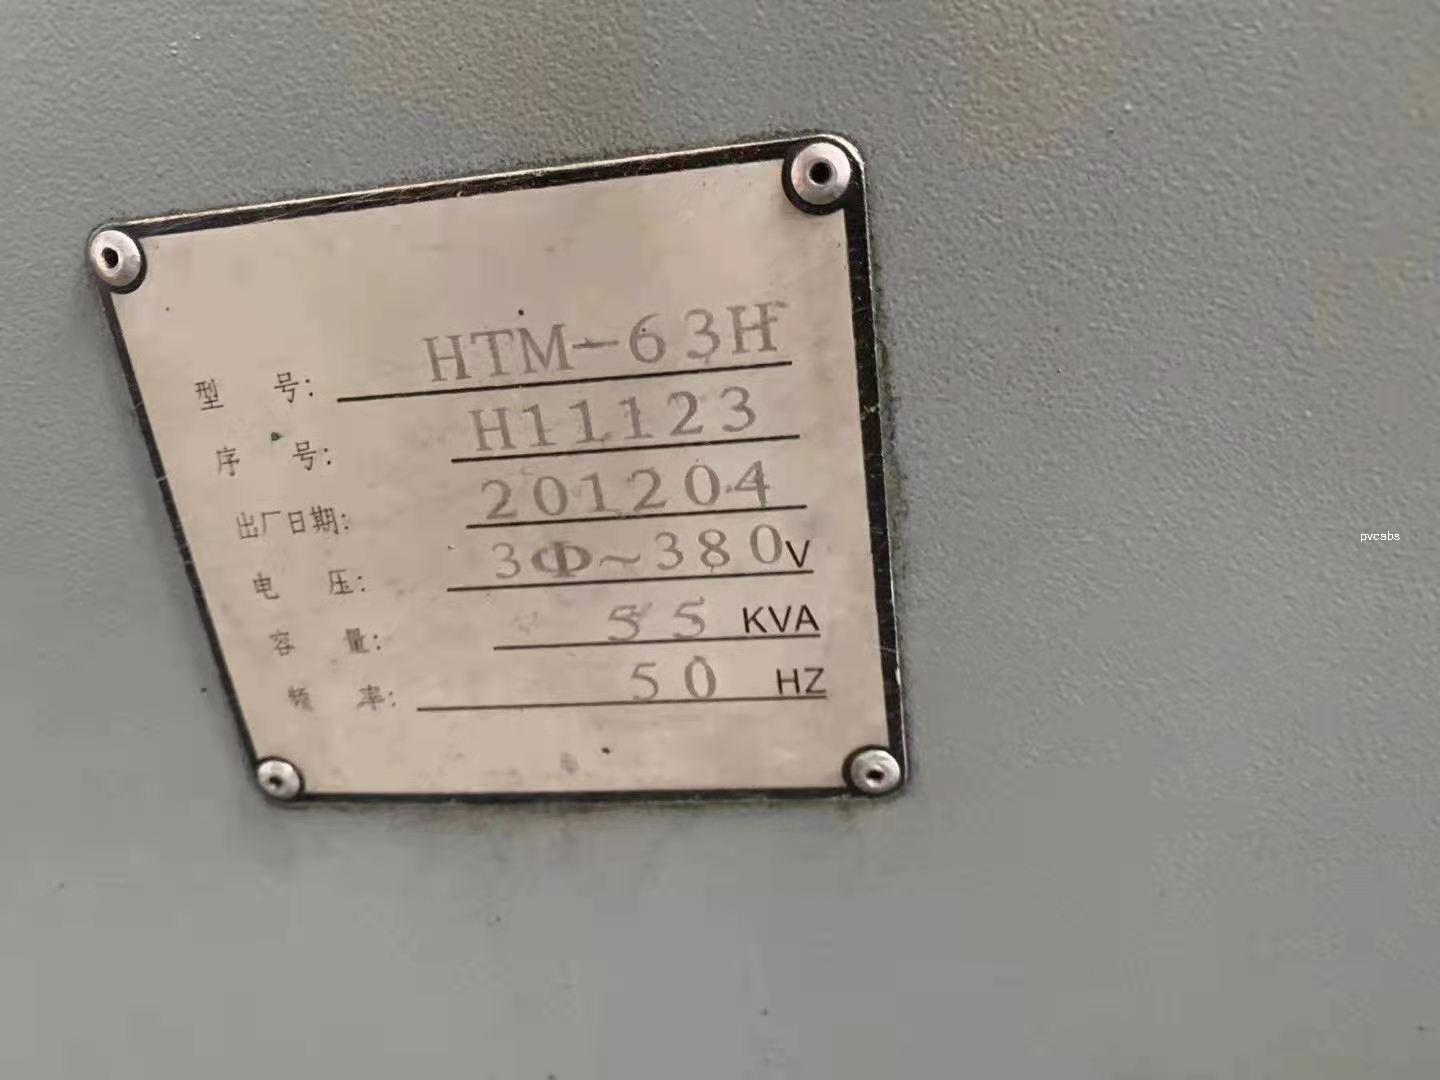 型 号: HTM-63H
序 号: H11123
出厂日期: 201204
电 压: 3Φ~380V
容 量: 55 KVA
频 率: 50 HZ
pvcabs